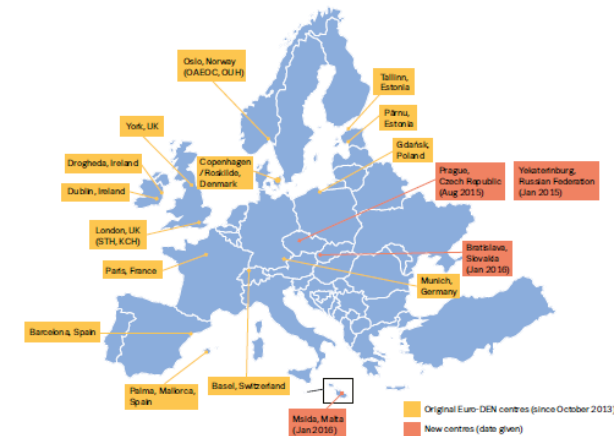 Oslo, Norway
(OAEOC, OUH)
Tallinn,
Estonia
Pärnu,
Estonia
York, UK
Gdańsk,
Poland
Drogheda, Ireland
Copenhagen
/Roskilde,
Denmark
Prague,
Czech Republic
(Aug 2015)
Yekaterinburg,
Russian Federation
(Jan 2015)
Dublin, Ireland
London, UK
(STH, KCH)
Bratislava,
Slovakia
(Jan 2016)
Paris, France
Munich,
Germany
Barcelona, Spain
Palma, Mallorca,
Spain
Basel, Switzerland
Msida, Malta
(Jan 2016)
Original Euro-DEN centres (since October 2013)
New centres (date given)